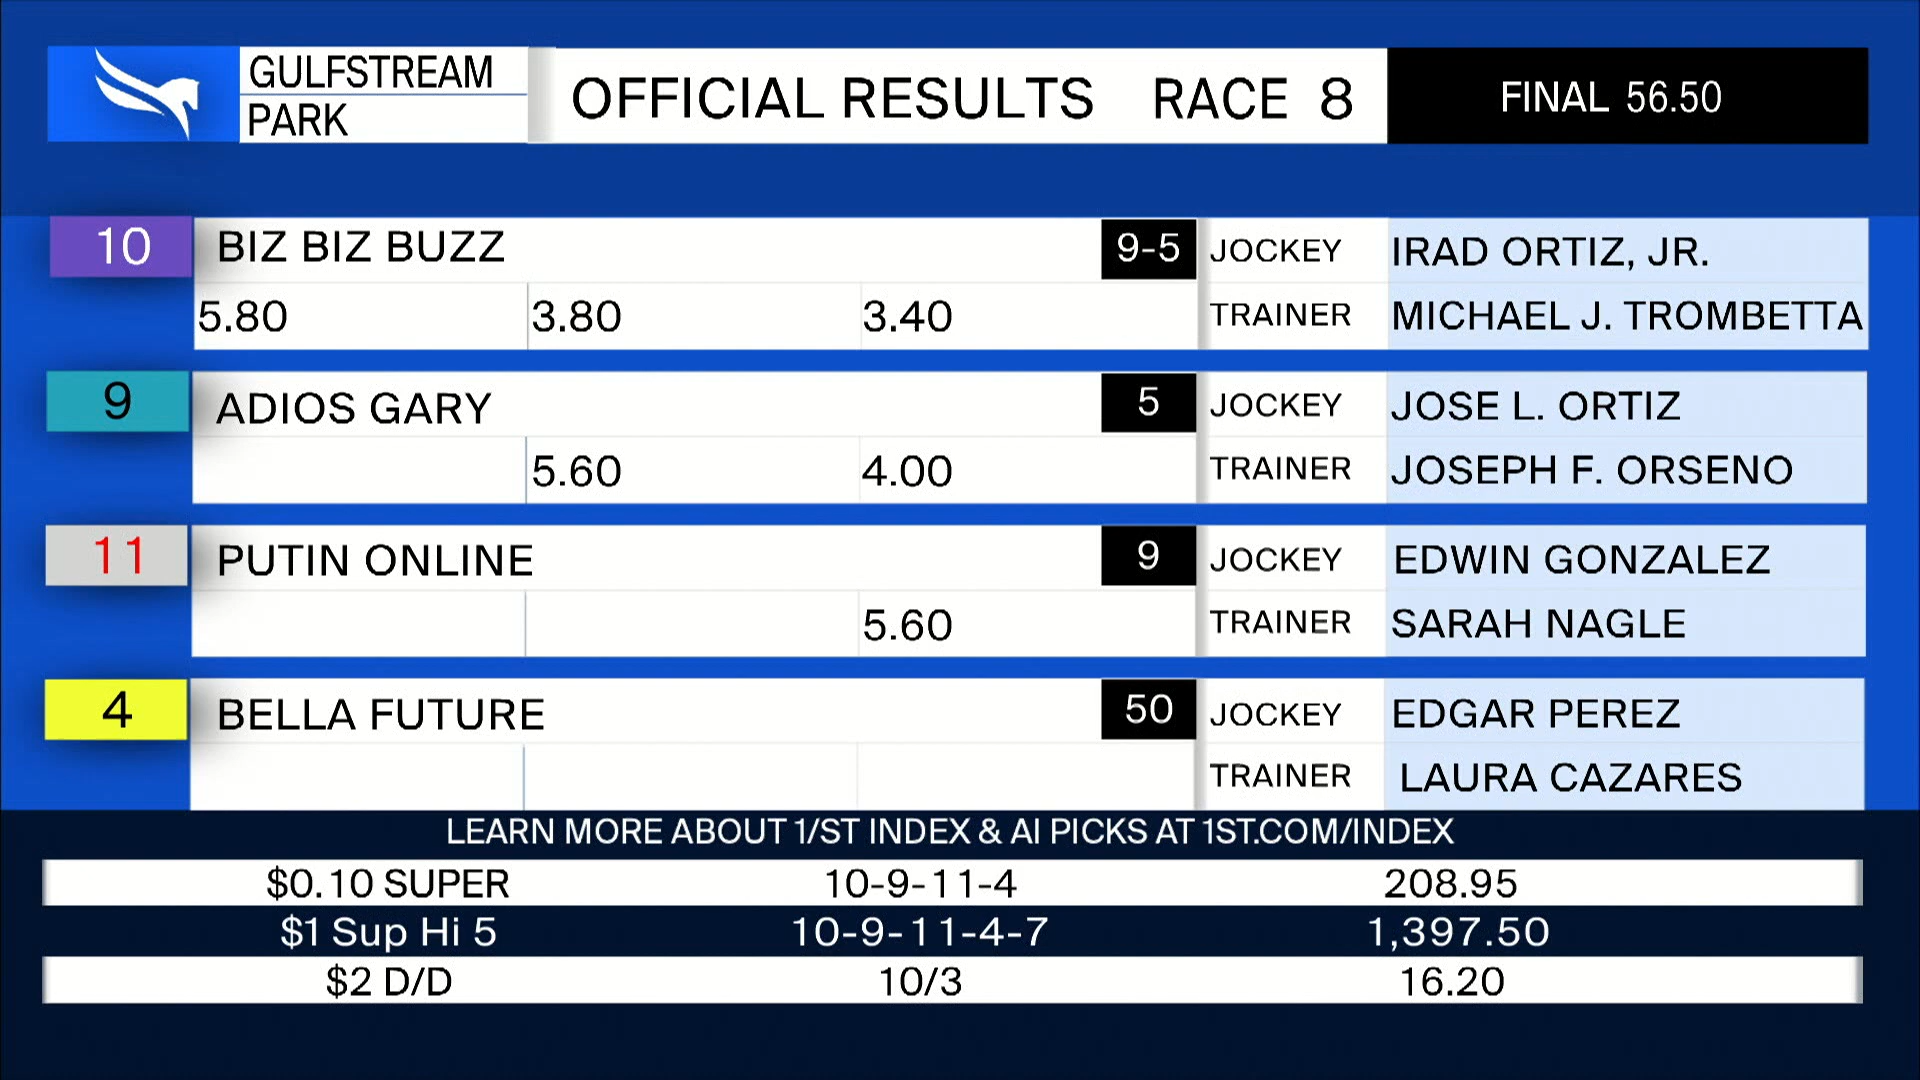 GULFSTREAM
PARK
OFFICIAL RESULTS RACE 8
FINAL 56.50
10 BIZ BIZ BUZZ 9-5 JOCKEY IRAD ORTIZ, JR.
5.80 3.80 3.40 TRAINER MICHAEL J. TROMBETTA
9 ADIOS GARY 5 JOCKEY JOSE L. ORTIZ
5.60 4.00 TRAINER JOSEPH F. ORSENO
11 PUTIN ONLINE 9 JOCKEY EDWIN GONZALEZ
5.60 TRAINER SARAH NAGLE
4 BELLA FUTURE 50 JOCKEY EDGAR PEREZ
TRAINER LAURA CAZARES
LEARN MORE ABOUT 1/ST INDEX & AI PICKS AT 1ST.COM/INDEX
$0.10 SUPER 10-9-11-4 208.95
$1 Sup Hi 5 10-9-11-4-7 1,397.50
$2 D/D 10/3 16.20